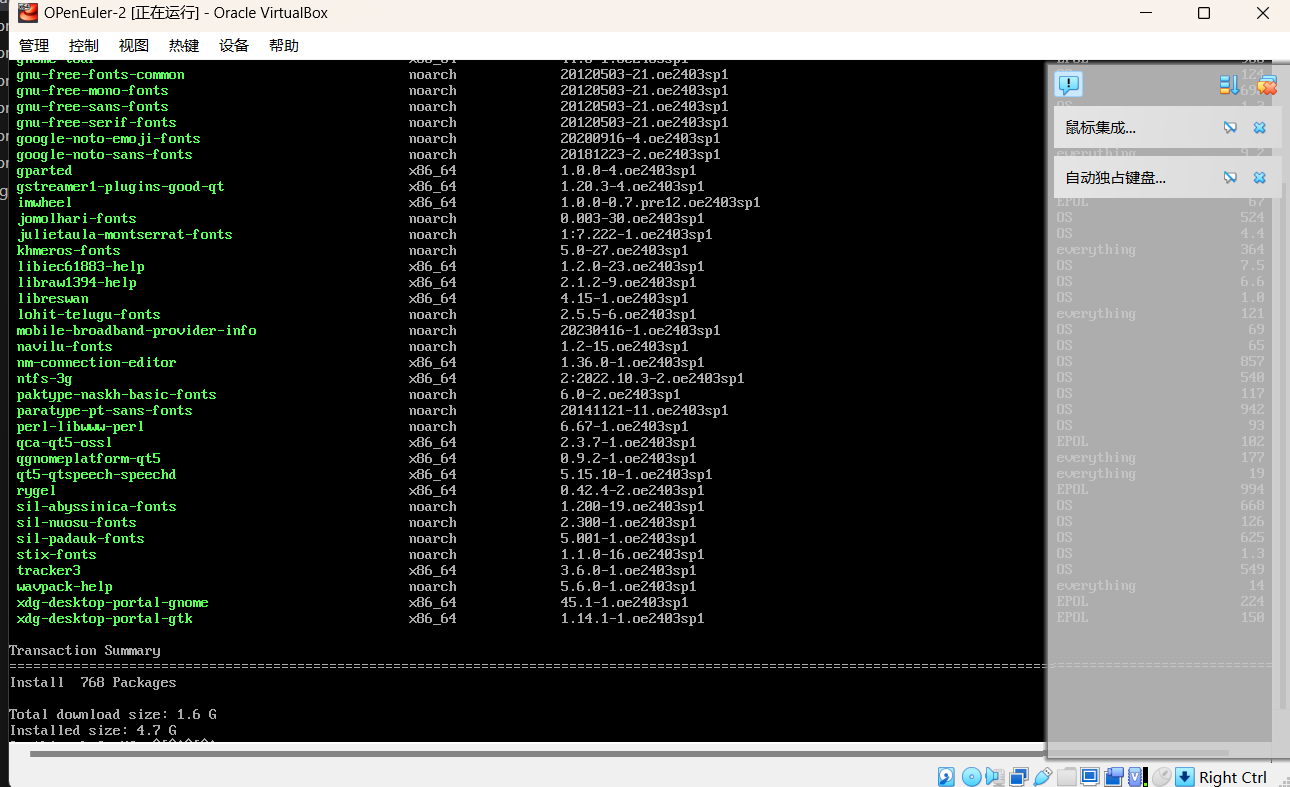 OPenEuler-2 [正在运行] - Oracle VirtualBox
管理 控制 视图 热键 设备 帮助
gnu-free-fonts-common noarch 20120503-21.oe2403sp1 124
gnu-free-mono-fonts noarch 20120503-21.oe2403sp1
gnu-free-sans-fonts noarch 20120503-21.oe2403sp1
gnu-free-serif-fonts noarch 20120503-21.oe2403sp1
鼠标集成...
google-noto-emoji-fonts noarch 20200916-4.oe2403sp1
google-noto-sans-fonts noarch 20181223-2.oe2403sp1 everything 9.2
gparted x86_64 1.0.0-4.oe2403sp1
自动独占键盘...
gstreamer1-plugins-good-qt x86_64 1.20.3-4.oe2403sp1
imwheel x86_64 1.0.0-0.7.pre12.oe2403sp1 EPOL 67
jomolhari-fonts noarch 0.003-30.oe2403sp1 OS 524
julietaula-montserrat-fonts noarch 1:7.222-1.oe2403sp1 OS 4.4
khmeros-fonts noarch 5.0-27.oe2403sp1 everything 364
libiec61883-help x86_64 1.2.0-23.oe2403sp1 OS 7.5
libraw1394-help x86_64 2.1.2-9.oe2403sp1 OS 6.6
libreswan x86_64 4.15-1.oe2403sp1 OS 1.0
lohit-telugu-fonts noarch 2.5.5-6.oe2403sp1 everything 121
mobile-broadband-provider-info noarch 20230416-1.oe2403sp1 OS 69
navilu-fonts noarch 1.2-15.oe2403sp1 OS 65
nm-connection-editor x86_64 1.36.0-1.oe2403sp1 OS 857
ntfs-3g x86_64 2:2022.10.3-2.oe2403sp1 OS 540
paktype-naskh-basic-fonts noarch 6.0-2.oe2403sp1 OS 117
paratype-pt-sans-fonts noarch 20141121-11.oe2403sp1 OS 942
perl-libwww-perl noarch 6.67-1.oe2403sp1 OS 93
qca-qt5-ossl x86_64 2.3.7-1.oe2403sp1 EPOL 102
qgnomeplatform-qt5 x86_64 0.9.2-1.oe2403sp1 everything 177
qt5-qtspeech-speechd x86_64 5.15.10-1.oe2403sp1 everything 19
rygel x86_64 0.42.4-2.oe2403sp1 EPOL 994
sil-abyssinica-fonts noarch 1.200-19.oe2403sp1 OS 668
sil-nuosu-fonts noarch 2.300-1.oe2403sp1 OS 126
sil-padauk-fonts noarch 5.001-1.oe2403sp1 OS 625
stix-fonts noarch 1.1.0-16.oe2403sp1 OS 1.3
tracker3 x86_64 3.6.0-1.oe2403sp1 OS 549
wavpack-help noarch 5.6.0-1.oe2403sp1 everything 14
xdg-desktop-portal-gnome x86_64 45.1-1.oe2403sp1 EPOL 224
xdg-desktop-portal-gtk x86_64 1.14.1-1.oe2403sp1 EPOL 150
Transaction Summary
Install 768 Packages
Total download size: 1.6 G
Installed size: 4.7 G
Right Ctrl